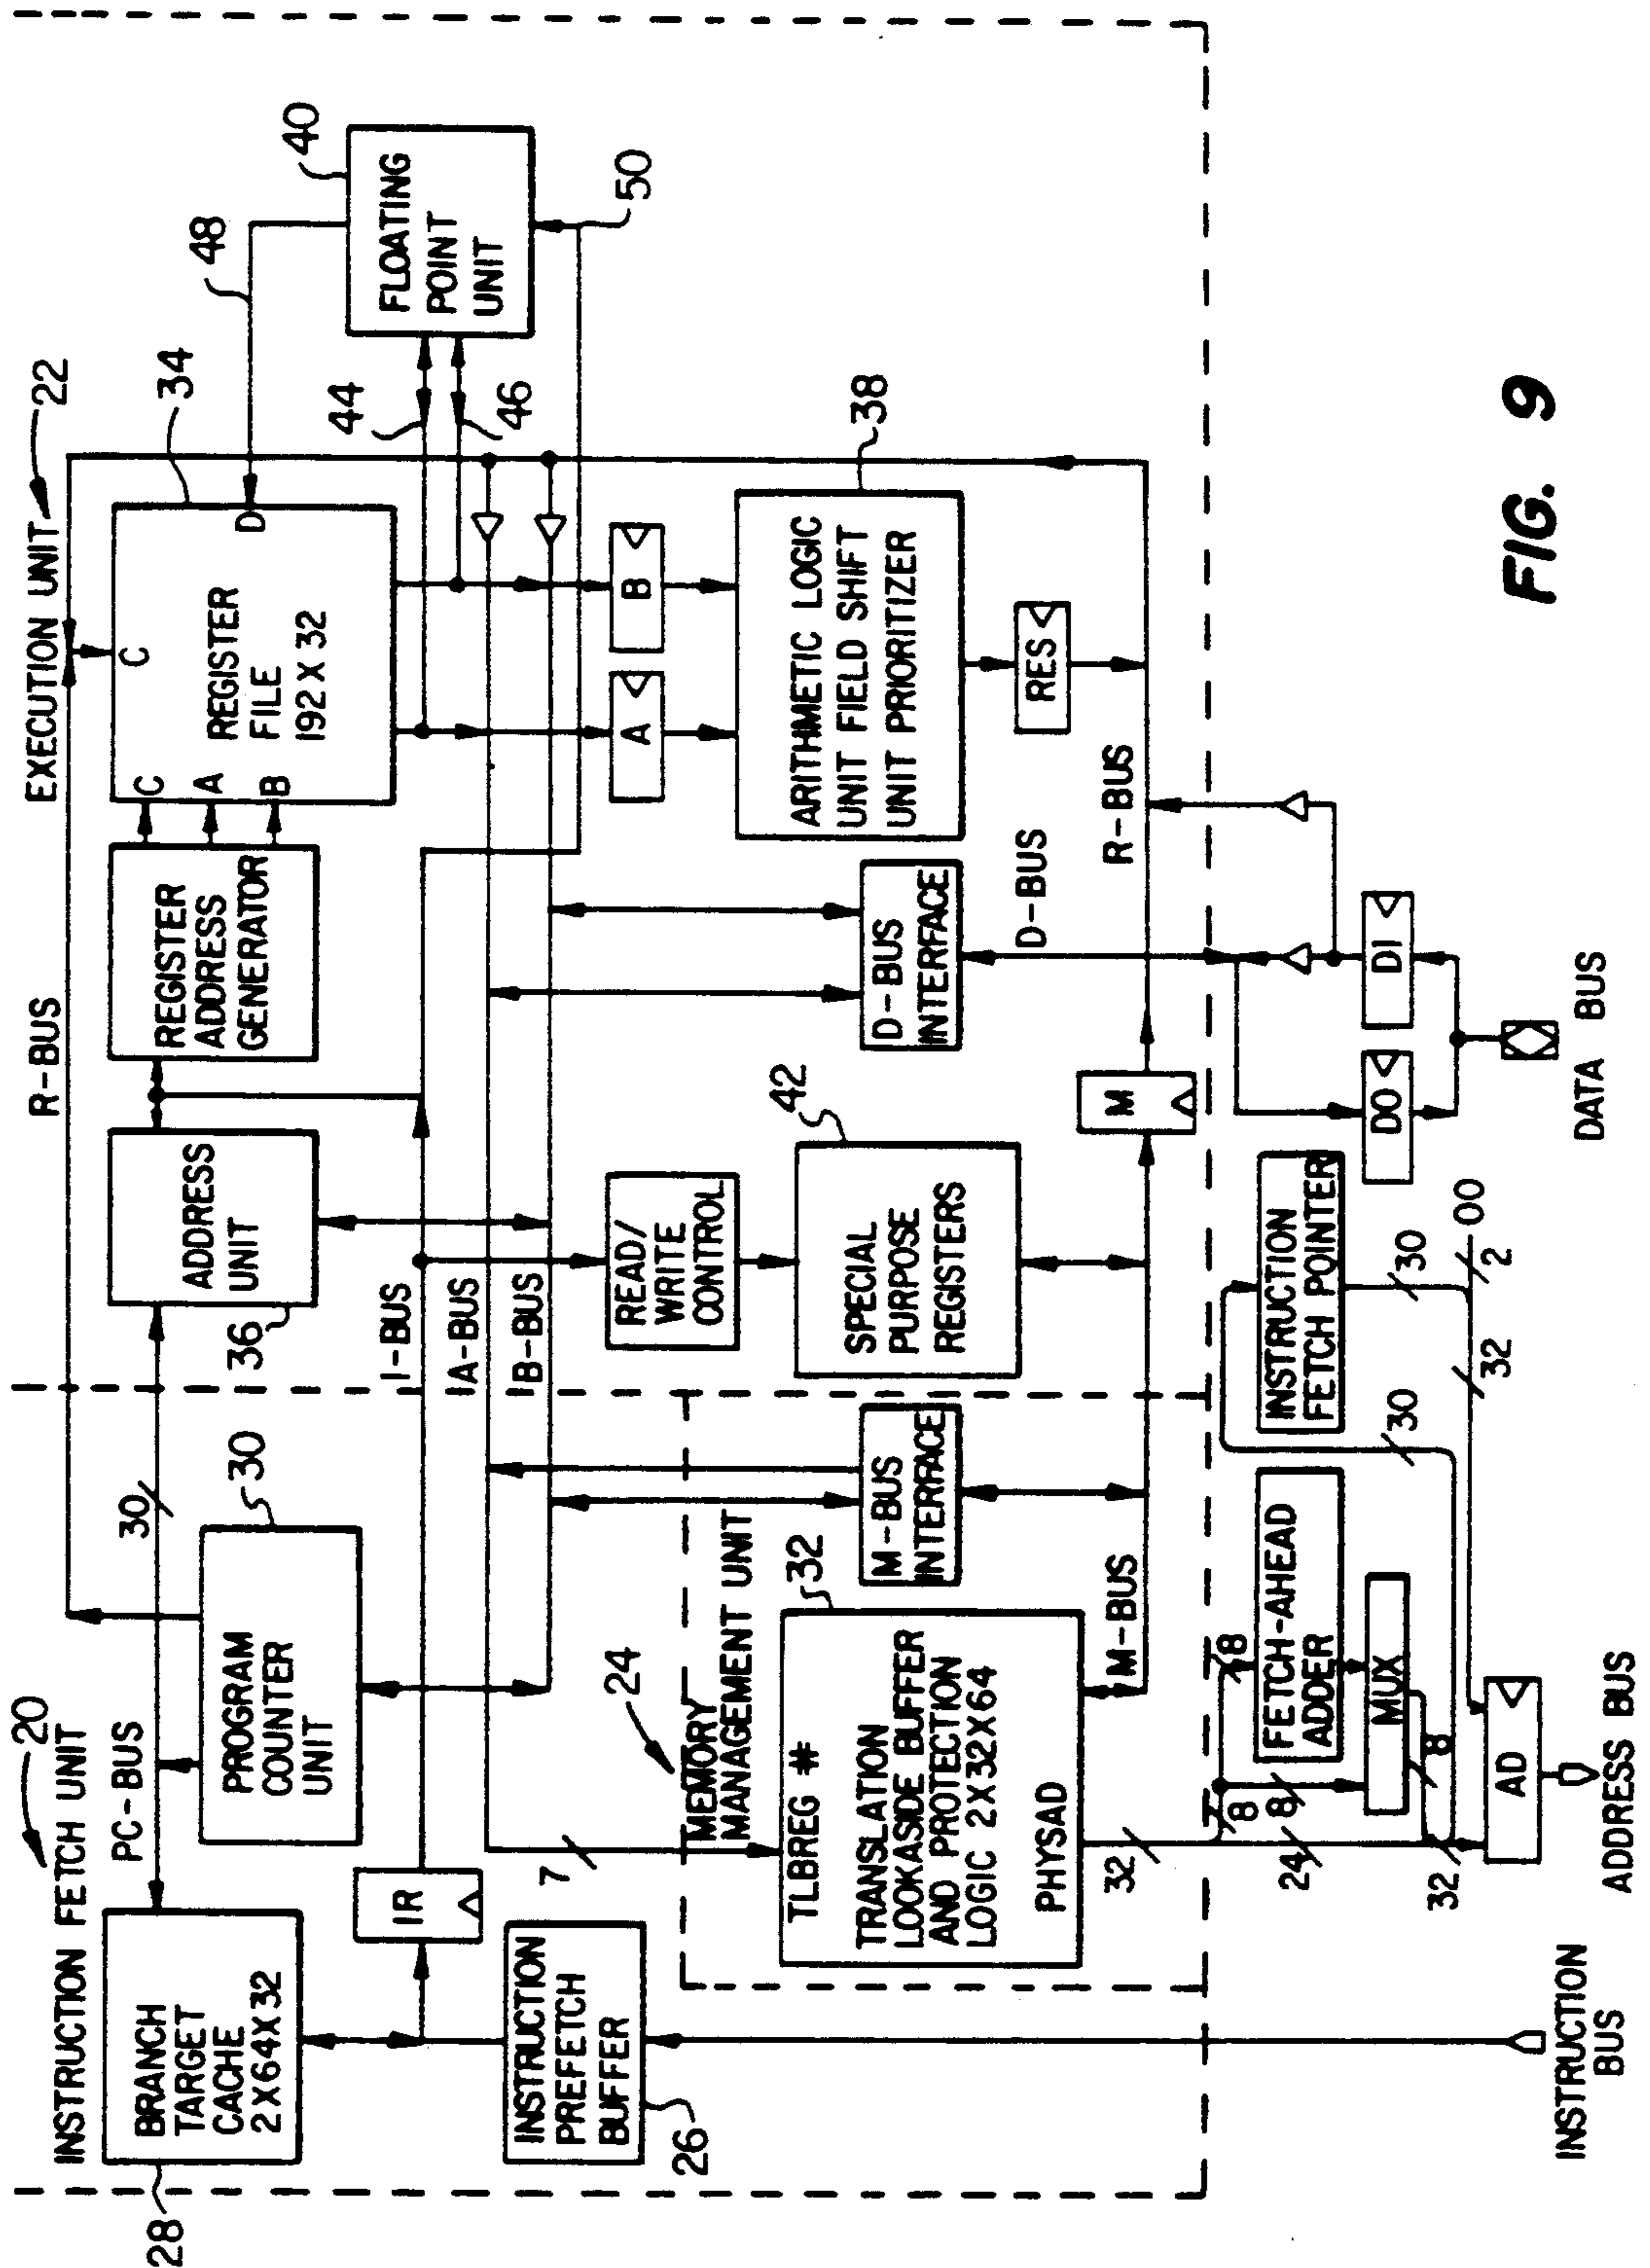 20
INSTRUCTION FETCH UNIT
EXECUTION UNIT
22
28
BRANCH
TARGET
CACHE
2 X 64 X 32
PC-BUS
PROGRAM
COUNTER
UNIT
30
30
R-BUS
ADDRESS
UNIT
36
REGISTER
ADDRESS
GENERATOR
C
A
B
C
D
REGISTER
FILE
192 X 32
34
48
40
FLOATING
POINT
UNIT
44
46
50
IR
I-BUS
A-BUS
B-BUS
INSTRUCTION
PREFETCH
BUFFER
26
7
24
MEMORY
MANAGEMENT UNIT
TLBREG #
TRANSLATION
LOOKASIDE BUFFER
AND PROTECTION
LOGIC 2X32X64
PHYSAD
32
M-BUS
INTERFACE
M-BUS
READ/
WRITE
CONTROL
SPECIAL
PURPOSE
REGISTERS
42
M
D-BUS
INTERFACE
D-BUS
R-BUS
A
B
ARITHMETIC LOGIC
UNIT FIELD SHIFT
UNIT PRIORITIZER
38
RES
32
8
8
8
24
32
FETCH-AHEAD
ADDER
MUX
8
30
INSTRUCTION
FETCH POINTER
30
00
2
32
AD
DO
DI
INSTRUCTION
BUS
ADDRESS BUS
DATA BUS
FIG. 9